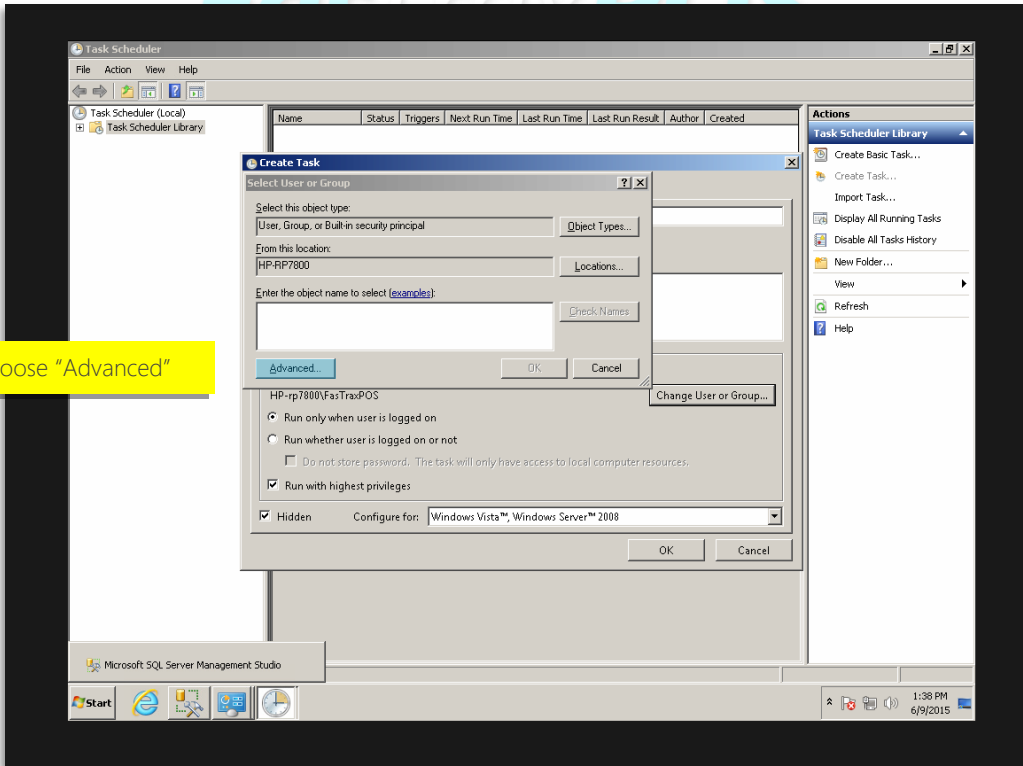 Task Scheduler
File Action View Help
Task Scheduler (Local)
Task Scheduler Library
Name Status Triggers Next Run Time Last Run Time Last Run Result Author Created
Actions
Task Scheduler Library
Create Basic Task...
Create Task...
Import Task...
Display All Running Tasks
Disable All Tasks History
New Folder...
View
Refresh
Help
Create Task
Select User or Group
Select this object type:
User, Group, or Built-in security principal
Object Types...
From this location:
HP-RP7800
Locations...
Enter the object name to select (examples):
Check Names
Advanced...
OK
Cancel
oose “Advanced”
HP-rp7800\FasTraxPOS
Change User or Group...
Run only when user is logged on
Run whether user is logged on or not
Do not store password. The task will only have access to local computer resources.
Run with highest privileges
Hidden
Configure for: Windows Vista™, Windows Server™ 2008
OK
Cancel
Microsoft SQL Server Management Studio
Start
1:38 PM
6/9/2015